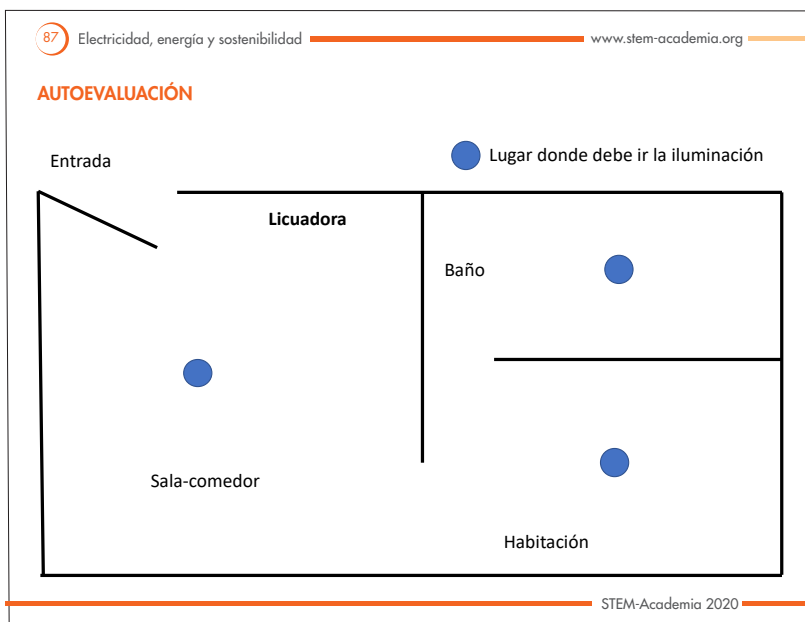 87 Electricidad, energía y sostenibilidad www.stem-academia.org
AUTOEVALUACIÓN
Lugar donde debe ir la iluminación
Entrada
Licuadora
Baño
Sala-comedor
Habitación
STEM-Academia 2020